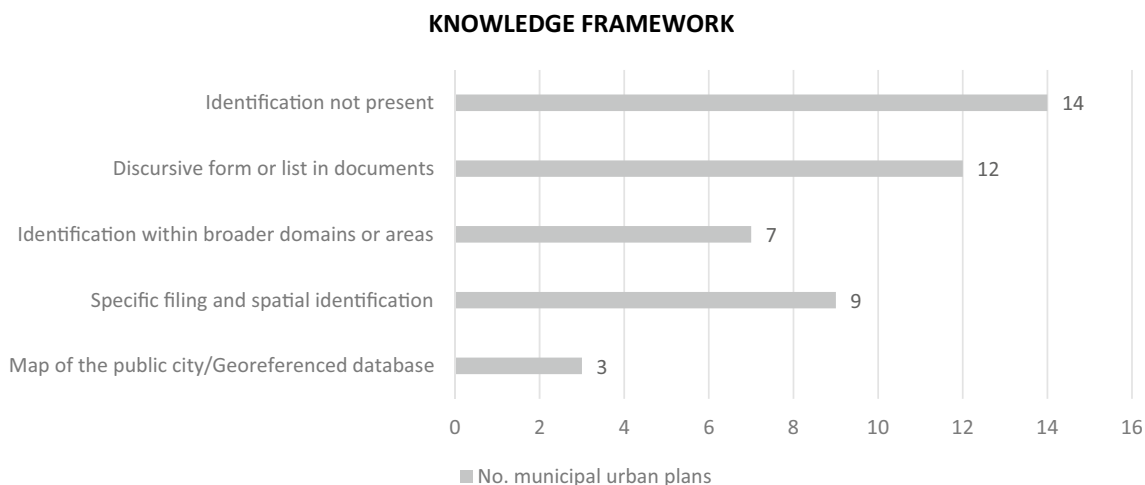 KNOWLEDGE FRAMEWORK
Identification not present 14
Discursive form or list in documents 12
Identification within broader domains or areas 7
Specific filing and spatial identification 9
Map of the public city/Georeferenced database 3
0 2 4 6 8 10 12 14 16
No. municipal urban plans